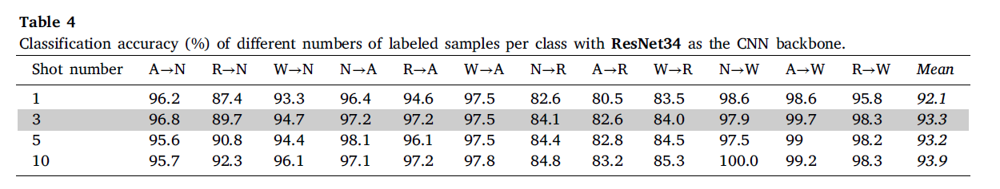 Table 4
Classification accuracy (%) of different numbers of labeled samples per class with ResNet34 as the CNN backbone.
Shot number A→N R→N W→N N→A R→A W→A N→R A→R W→R N→W A→W R→W Mean
1 96.2 87.4 93.3 96.4 94.6 97.5 82.6 80.5 83.5 98.6 98.6 95.8 92.1
3 96.8 89.7 94.7 97.2 97.2 97.5 84.1 82.6 84.0 97.9 99.7 98.3 93.3
5 95.6 90.8 94.4 98.1 96.1 97.5 84.4 82.8 84.5 97.5 99 98.2 93.2
10 95.7 92.3 96.1 97.1 97.2 97.8 84.8 83.2 85.3 100.0 99.2 98.3 93.9